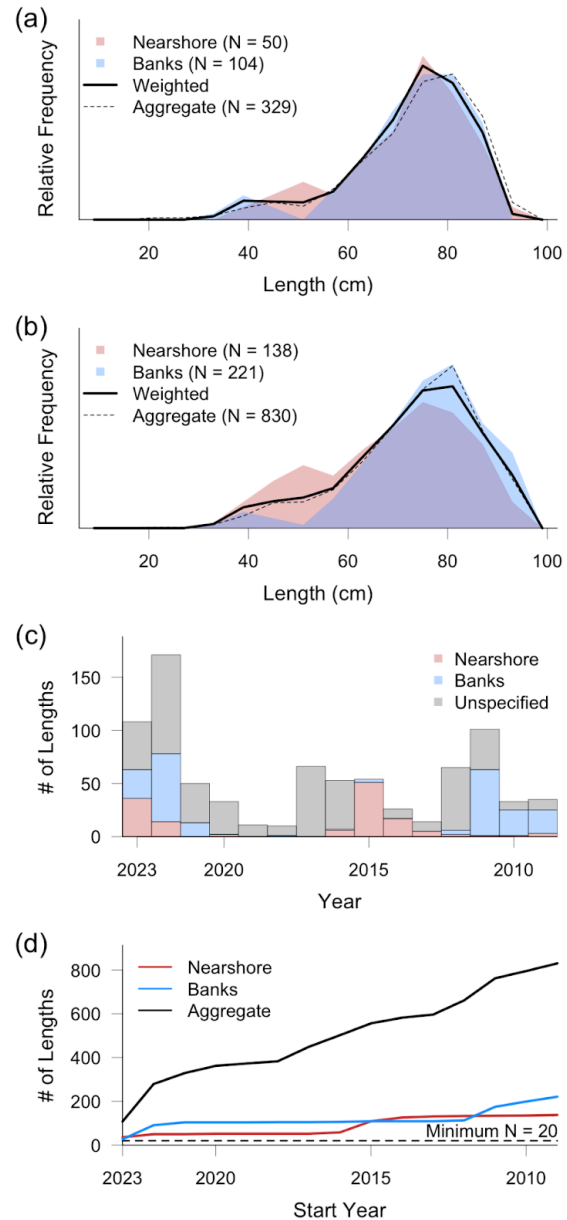 (a)
Nearshore (N = 50)
Banks (N = 104)
Weighted
Aggregate (N = 329)
Relative Frequency
20 40 60 80 100
Length (cm)
(b)
Nearshore (N = 138)
Banks (N = 221)
Weighted
Aggregate (N = 830)
Relative Frequency
20 40 60 80 100
Length (cm)
(c)
Nearshore
Banks
Unspecified
# of Lengths
150
100
50
0
2023 2020 2015 2010
Year
(d)
Nearshore
Banks
Aggregate
# of Lengths
800
600
400
200
0
Minimum N = 20
2023 2020 2015 2010
Start Year